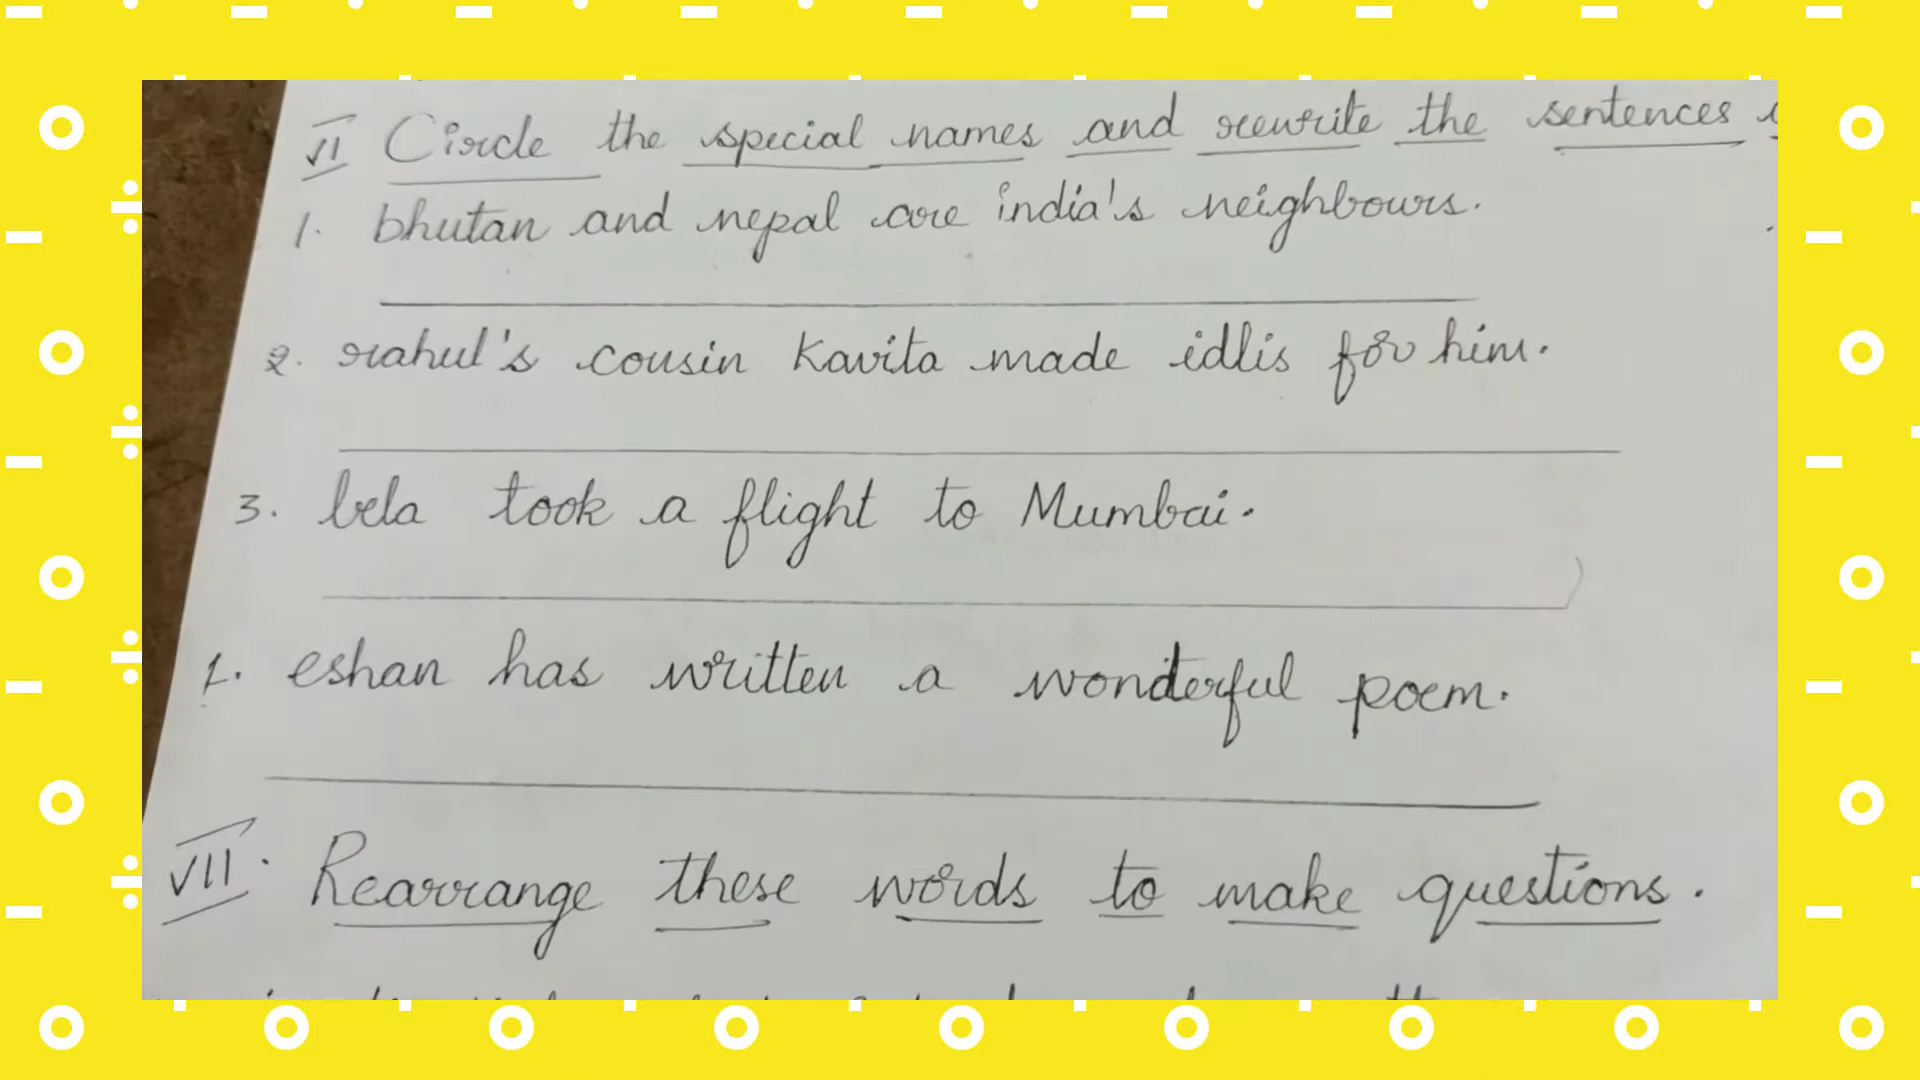 VI Circle the special names and rewrite the sentences
1. bhutan and nepal are india's neighbours.
2. rahul's cousin Kavita made idlis for him.
3. bela took a flight to Mumbai.
eshan has written a wonderful poem.
VII. Rearrange these words to make questions.